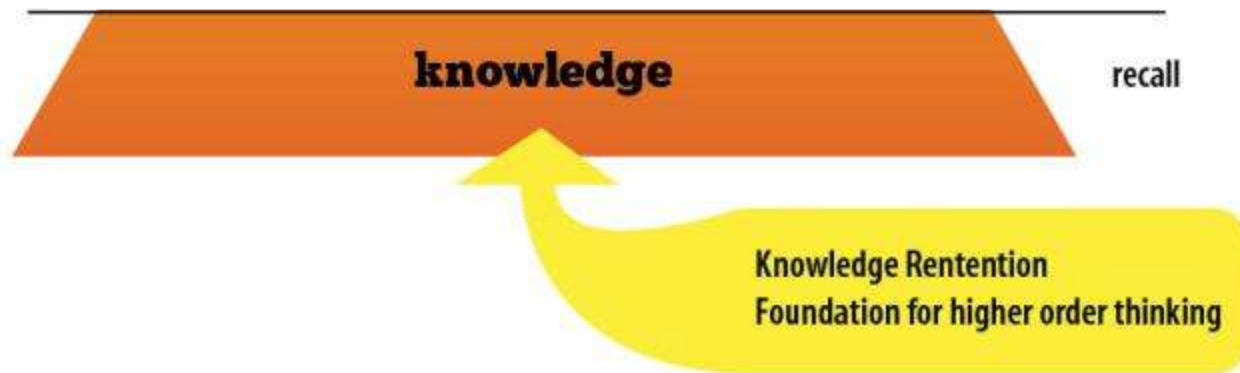 knowledge
recall
Knowledge Rentention
Foundation for higher order thinking